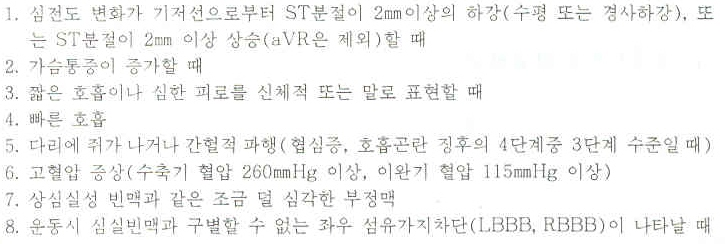 1. 심전도 변화가 기저선으로부터 ST분절이 2mm이상의 하강(수평 또는 경사하강), 또
는 ST분절이 2mm 이상 상승(aVR은 제외)할 때
2. 가슴통증이 증가할 때
3. 짧은 호흡이나 심한 피로를 신체적 또는 말로 표현할 때
4. 빠른 호흡
5. 다리에 쥐가 나거나 간헐적 파행(협심증, 호흡곤란 징후의 4단계중 3단계 수준일 때)
6. 고혈압 증상(수축기 혈압 260mmHg 이상, 이완기 혈압 115mmHg 이상)
7. 상심실성 빈맥과 같은 조금 덜 심각한 부정맥
8. 운동시 심실빈맥과 구별할 수 없는 좌우 섬유가지차단(LBBB, RBBB)이 나타날 때